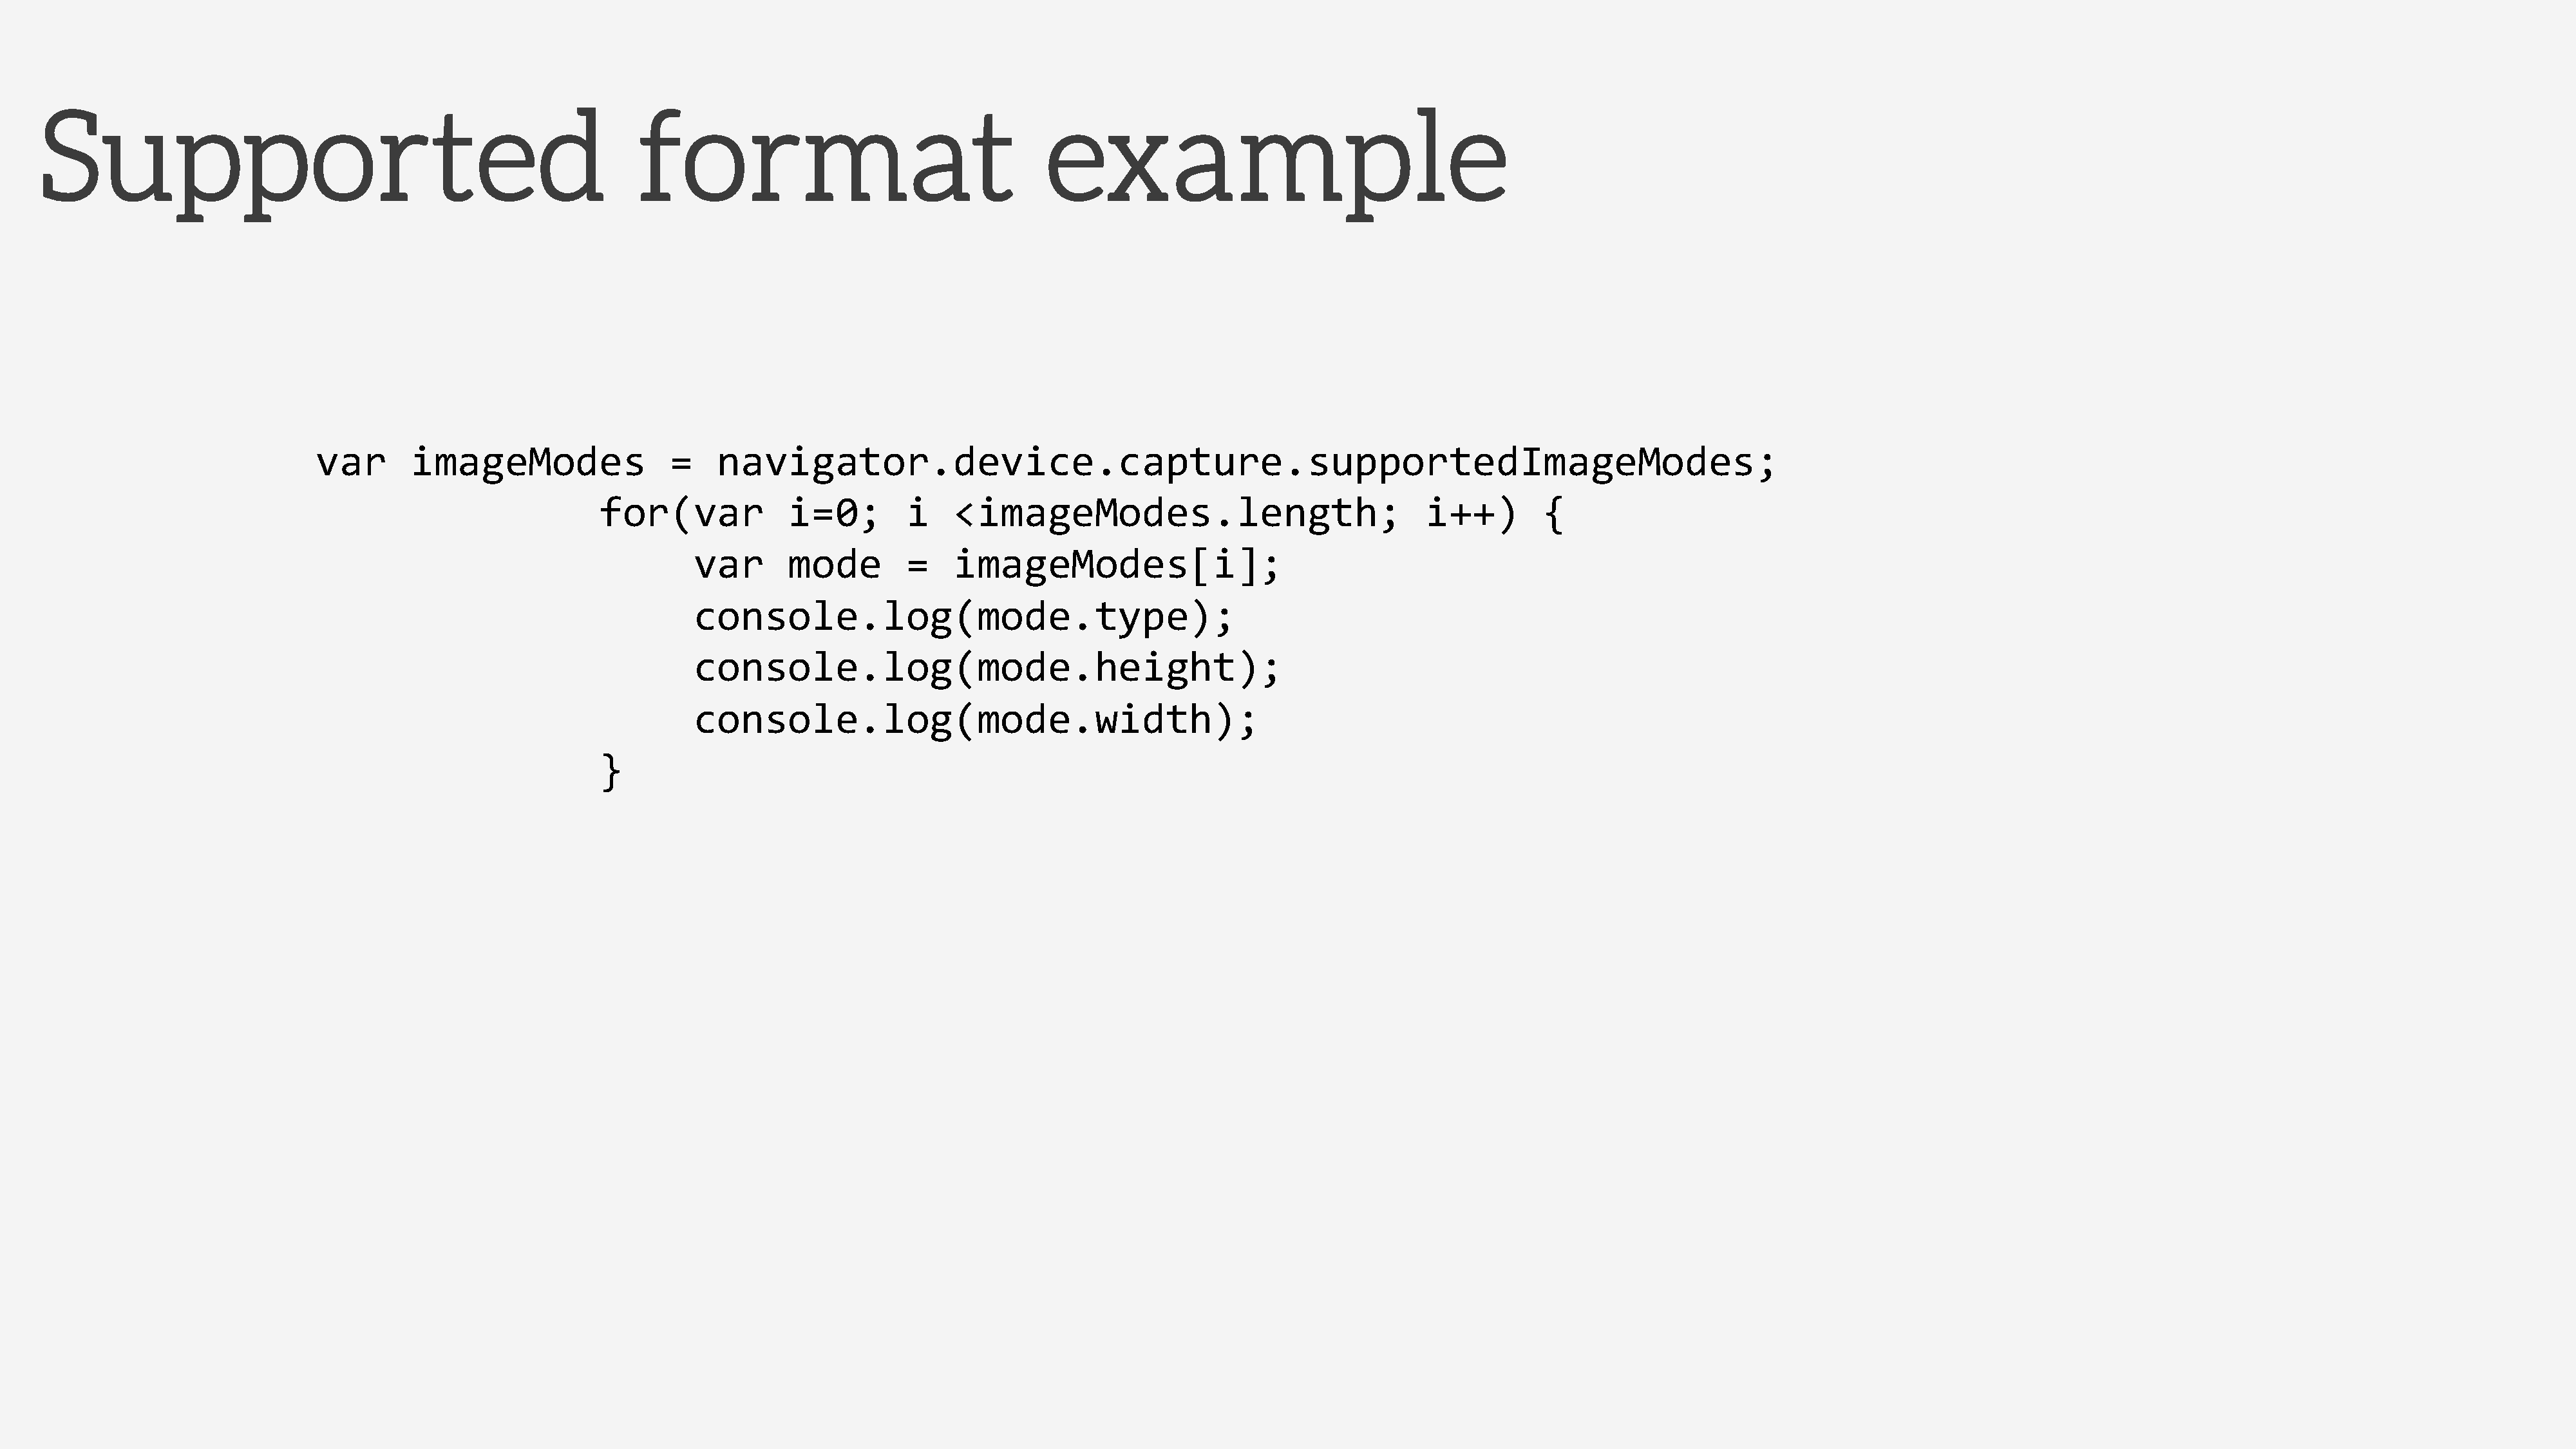 Supported format example
var imageModes = navigator.device.capture.supportedImageModes;
for(var i=0; i <imageModes.length; i++) {
var mode = imageModes[i];
console.log(mode.type);
console.log(mode.height);
console.log(mode.width);
}